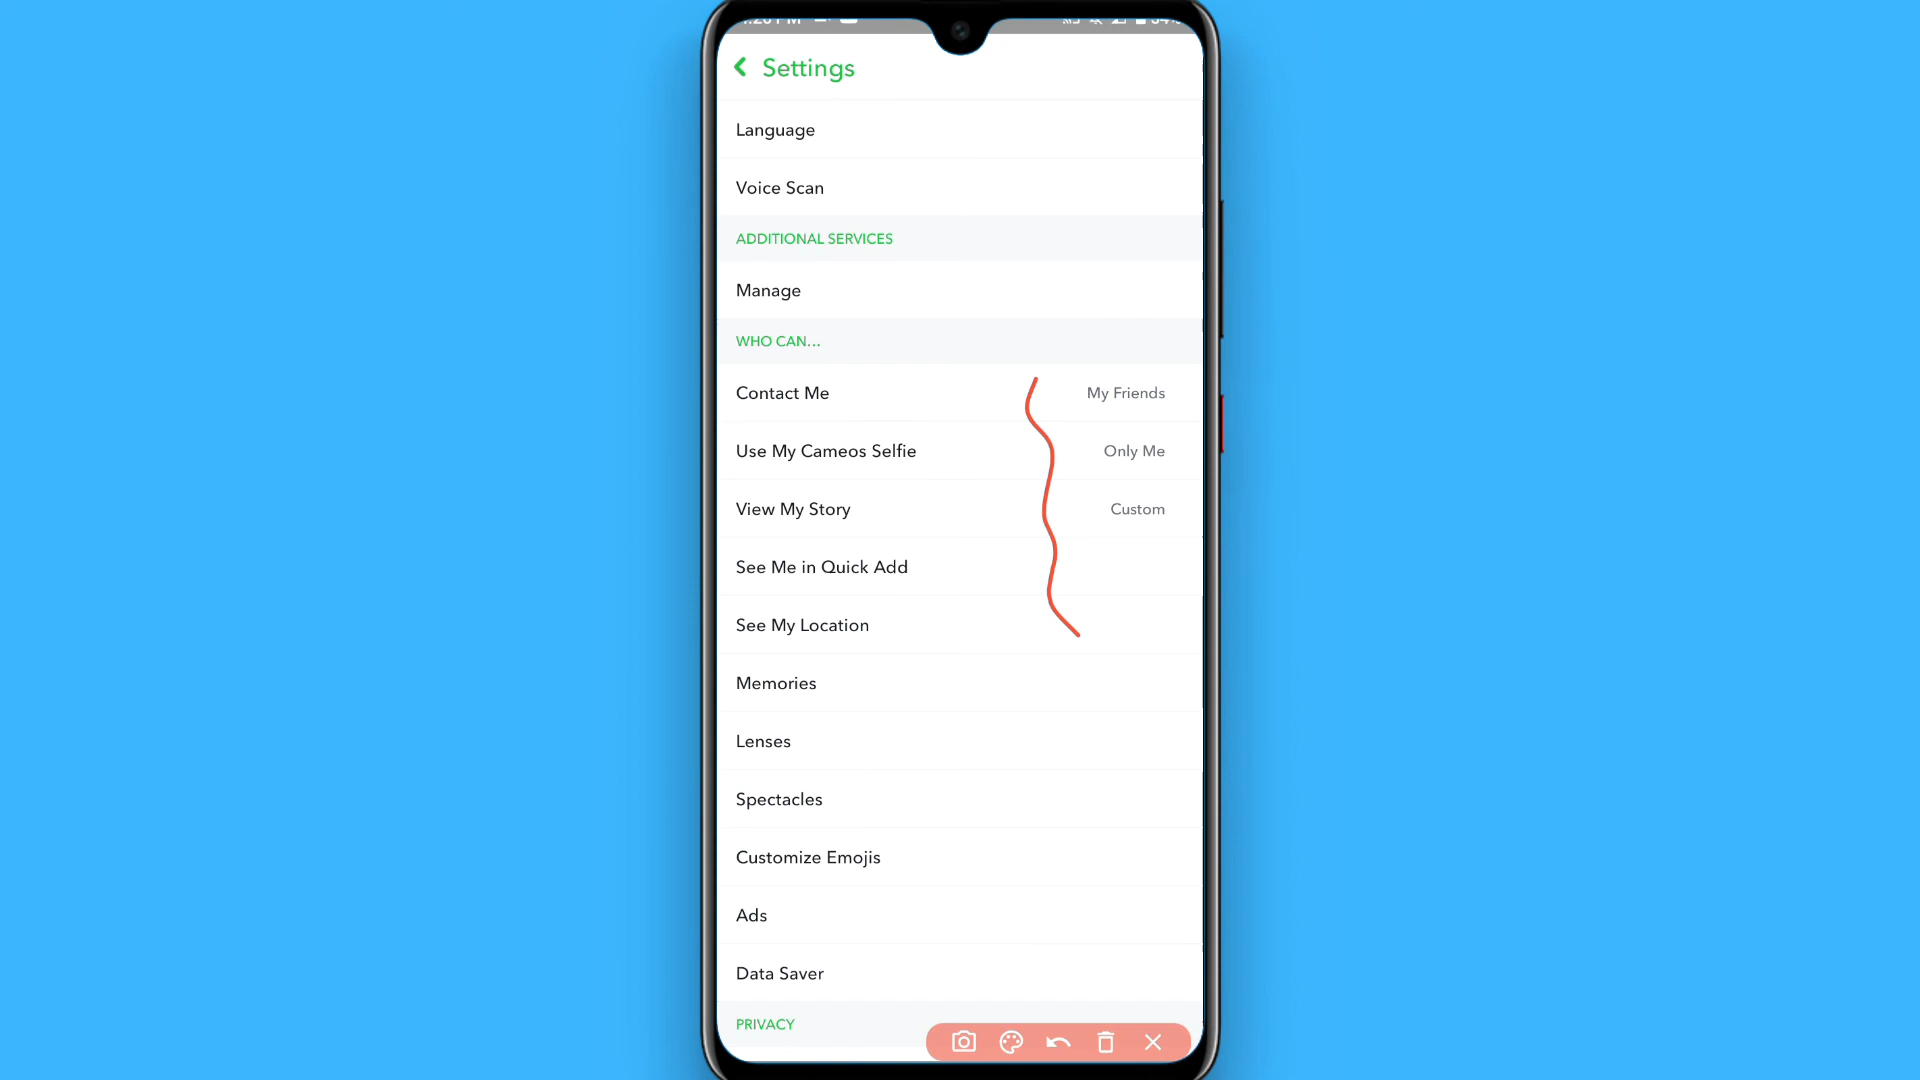 Settings
Language
Voice Scan
ADDITIONAL SERVICES
Manage
WHO CAN...
Contact Me My Friends
Use My Cameos Selfie Only Me
View My Story Custom
See Me in Quick Add
See My Location
Memories
Lenses
Spectacles
Customize Emojis
Ads
Data Saver
PRIVACY